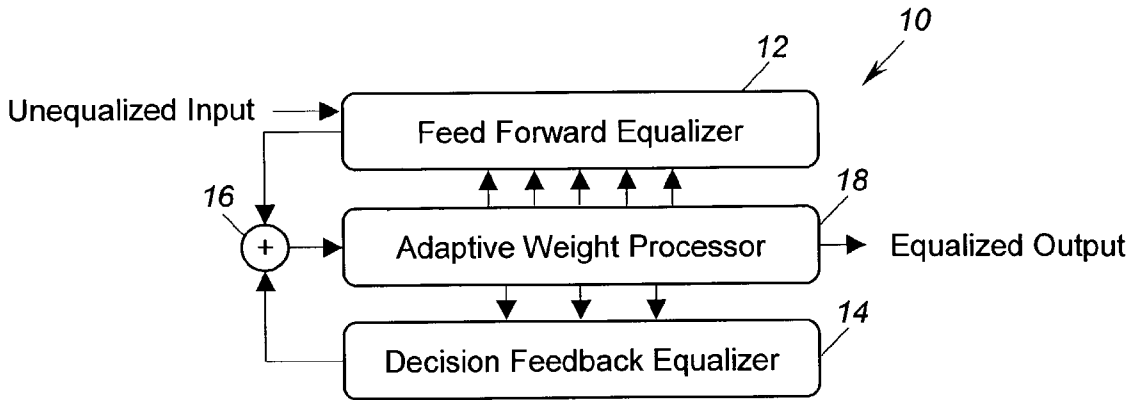 10
12
Unequalized Input
Feed Forward Equalizer
16
18
+
Adaptive Weight Processor
Equalized Output
14
Decision Feedback Equalizer